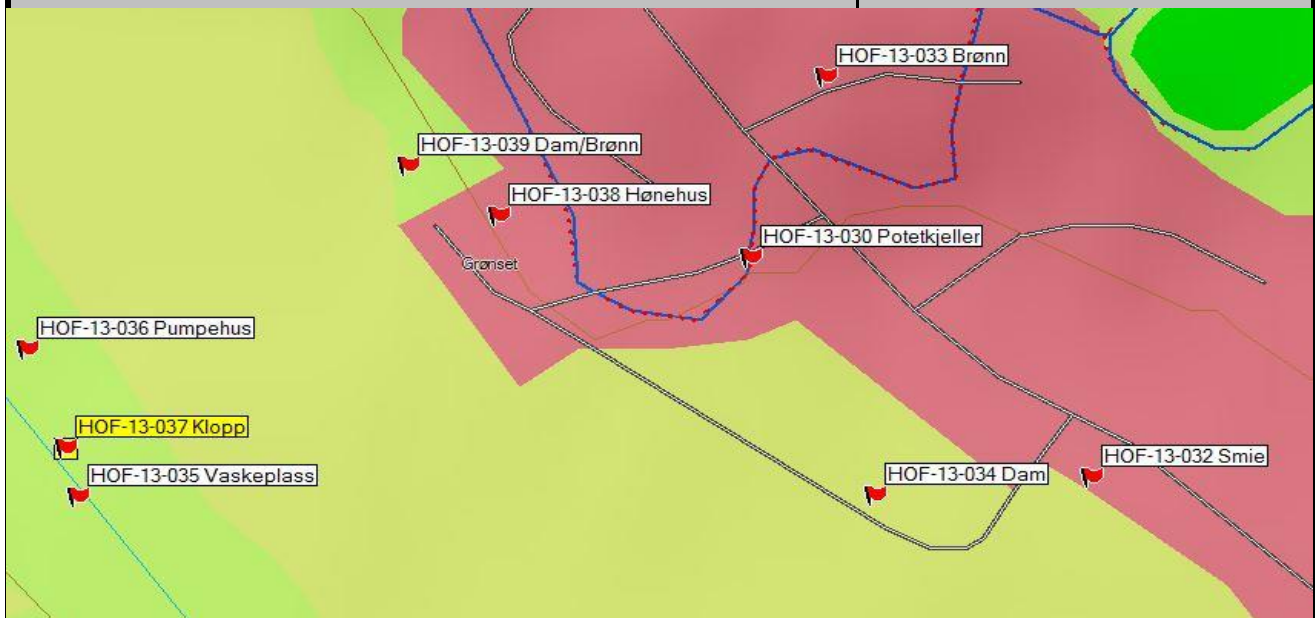 HOF-13-033 Brønn
HOF-13-039 Dam/Brønn
HOF-13-038 Hønehus
HOF-13-030 Potetkjeller
Grønset
HOF-13-036 Pumpehus
HOF-13-037 Klopp
HOF-13-035 Vaskeplass
HOF-13-034 Dam
HOF-13-032 Smie